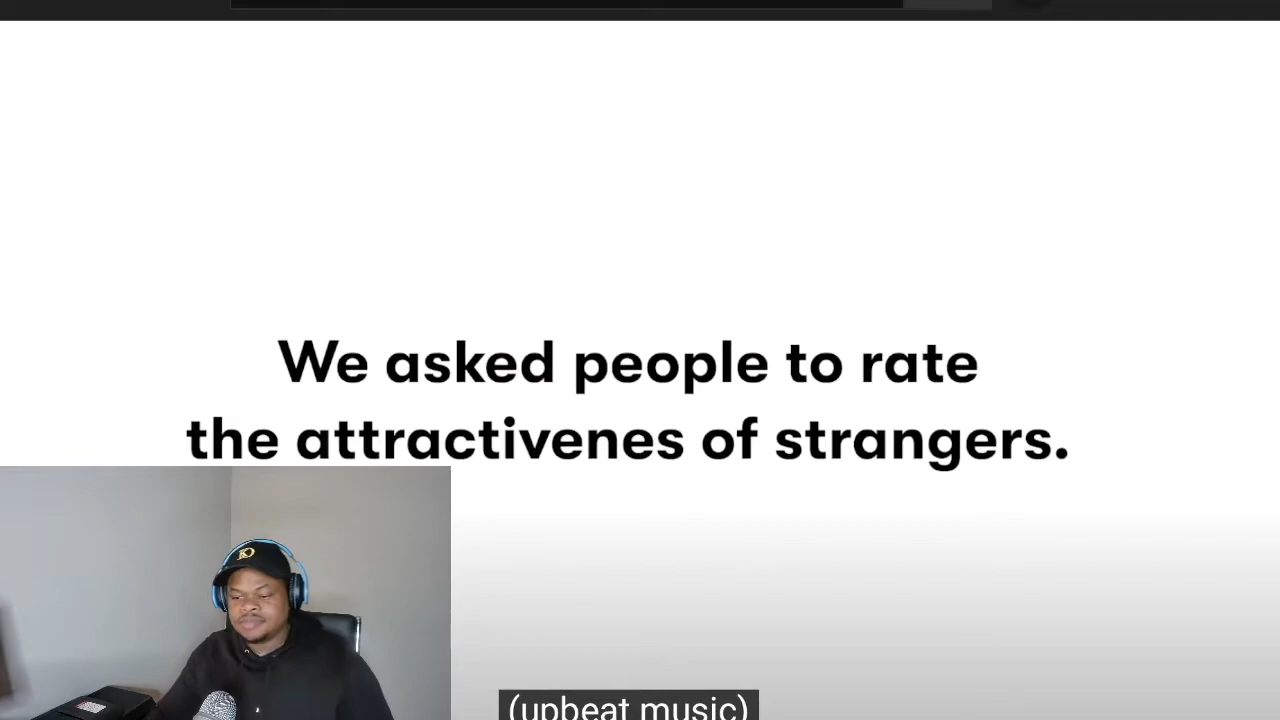 We asked people to rate
the attractivenes of strangers.
(upbeat music)